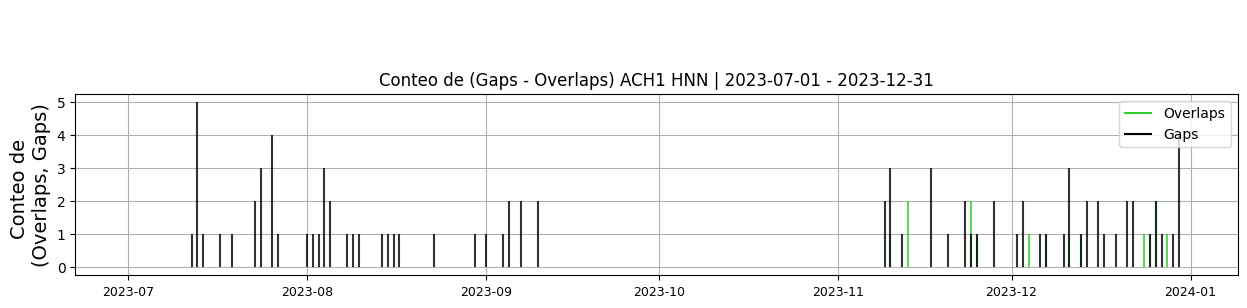 Conteo de (Gaps - Overlaps) ACH1 HNN | 2023-07-01 - 2023-12-31
Conteo de
(Overlaps, Gaps)
5
4
3
2
1
0
Overlaps
Gaps
2023-07
2023-08
2023-09
2023-10
2023-11
2023-12
2024-01